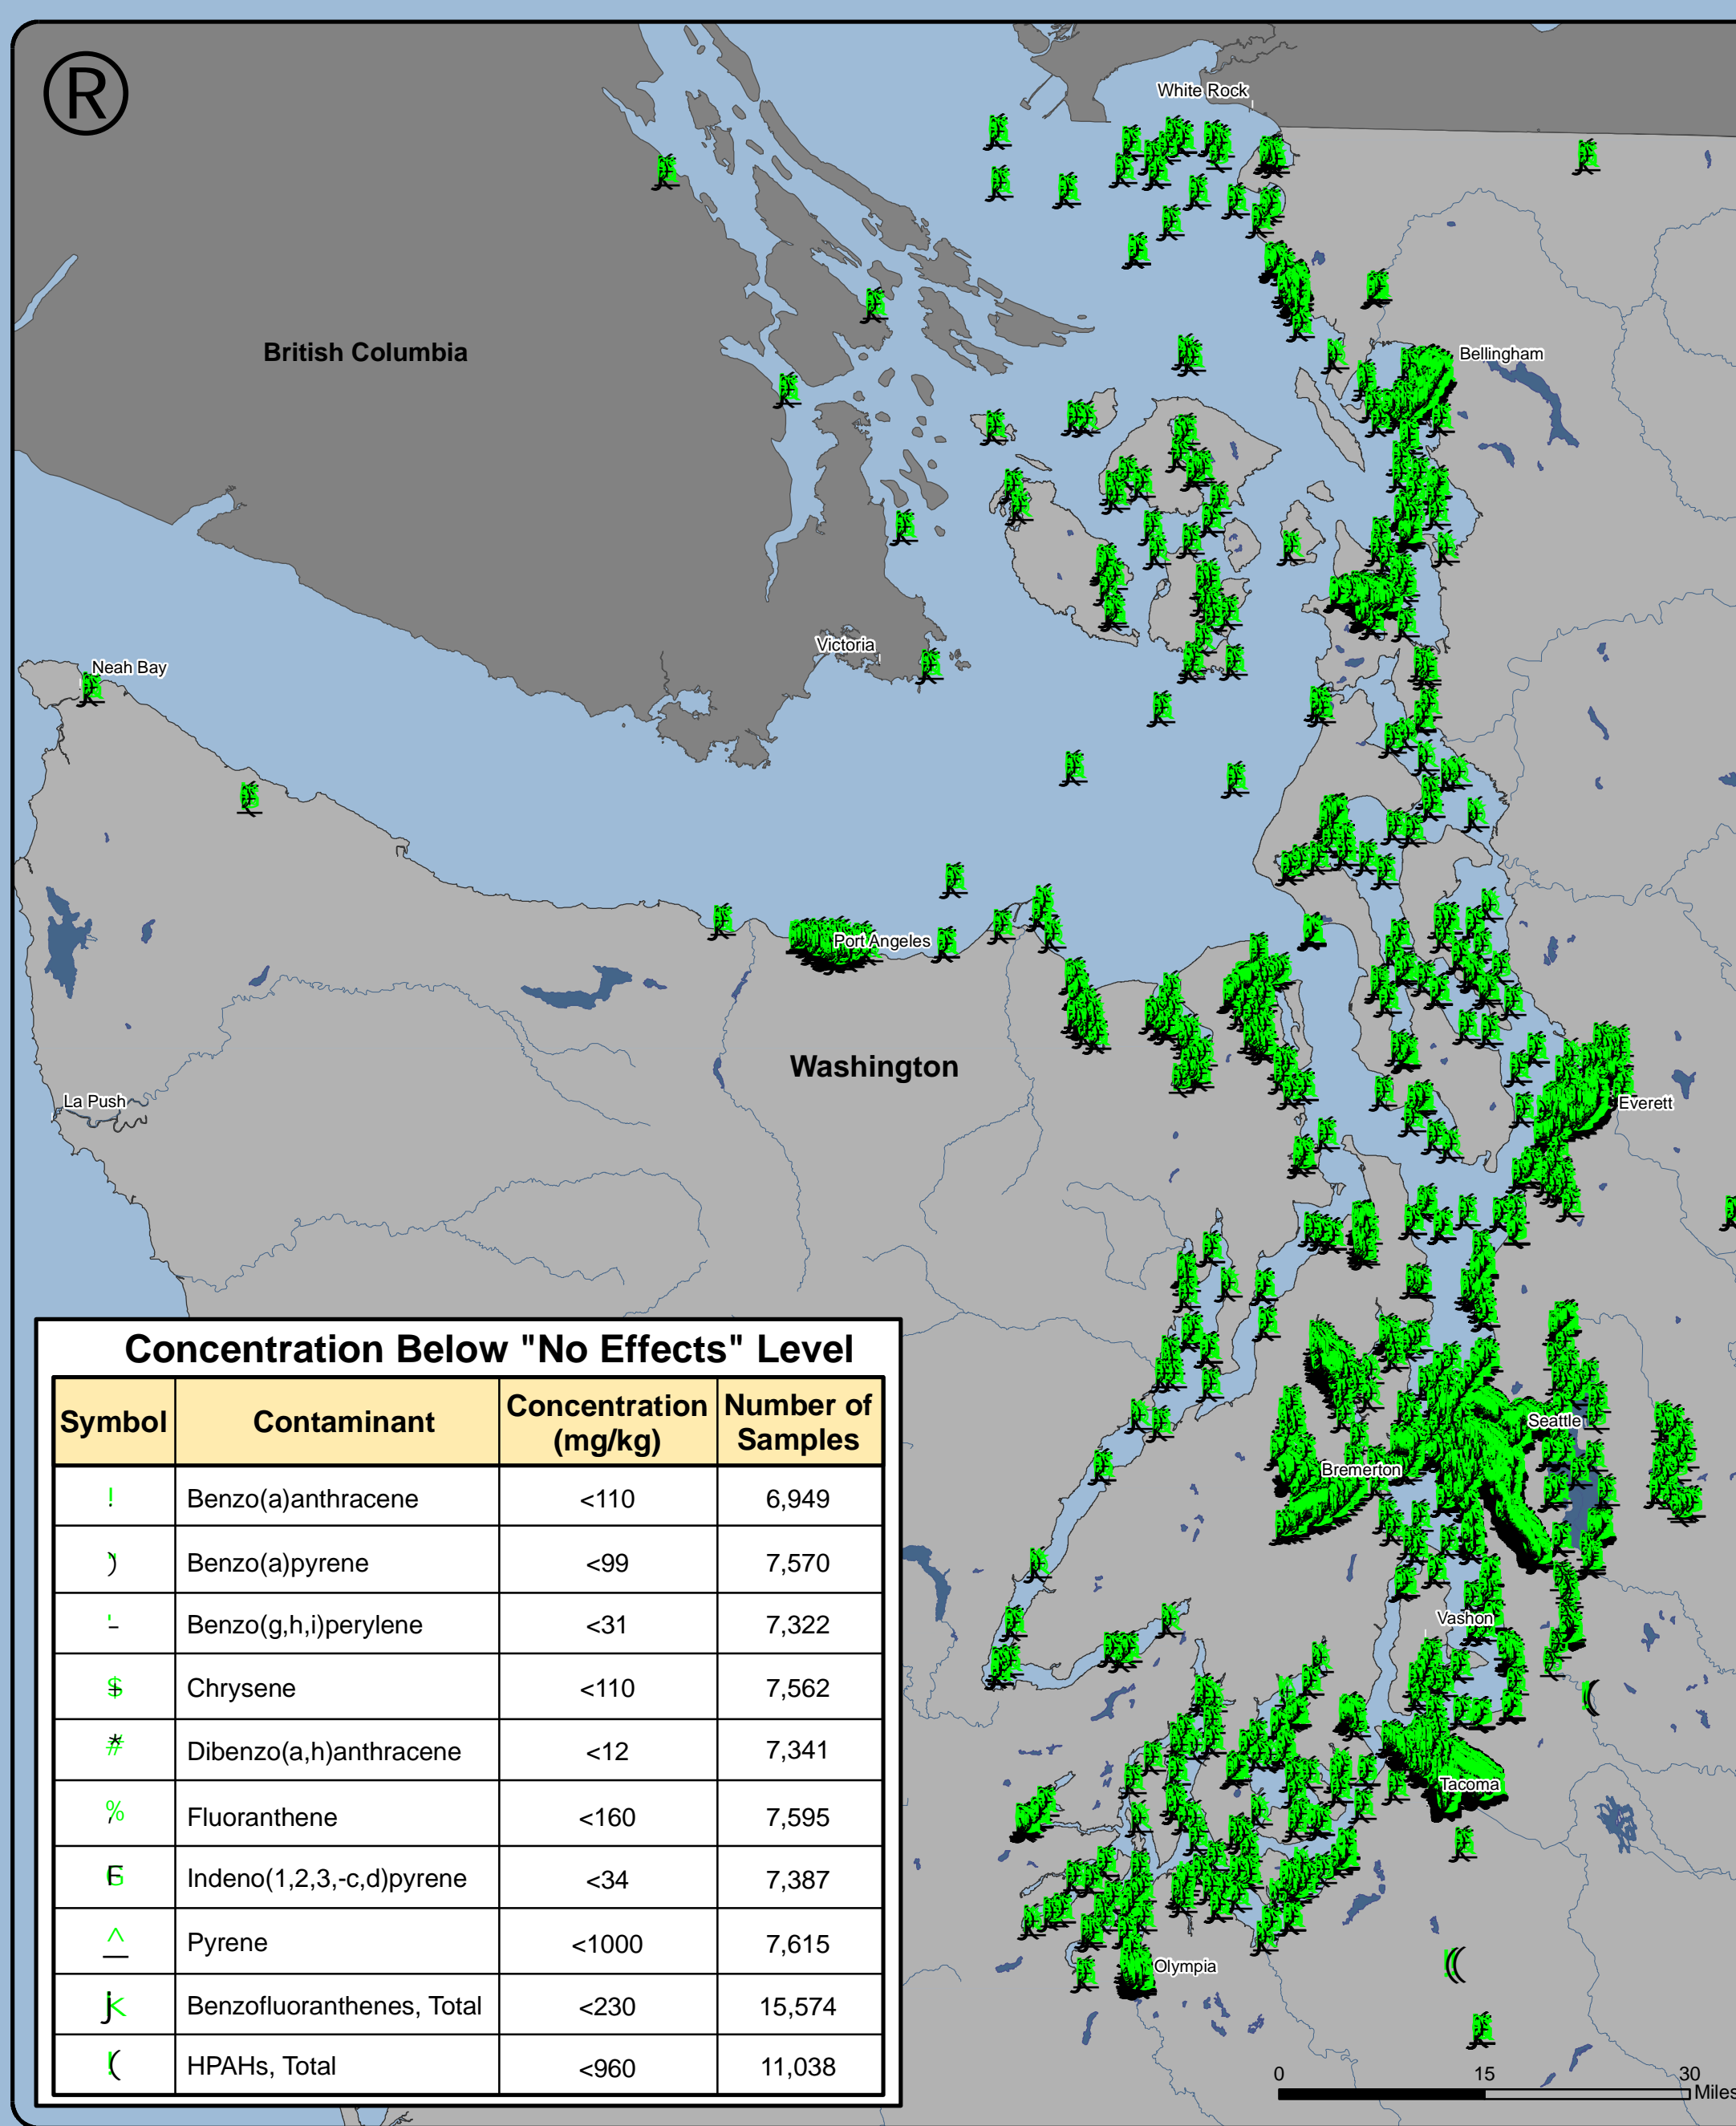 ®
White Rock
British Columbia
Bellingham
Victoria
Neah Bay
Port Angeles
Washington
La Push
Everett
Seattle
Bremerton
Vashon
Tacoma
Olympia
0 15 30
Miles
Concentration Below "No Effects" Level
Symbol Contaminant Concentration (mg/kg) Number of Samples
! Benzo(a)anthracene <110 6,949
) Benzo(a)pyrene <99 7,570
Benzo(g,h,i)perylene <31 7,322
$ Chrysene <110 7,562
# * Dibenzo(a,h)anthracene <12 7,341
% Fluoranthene <160 7,595
F G Indeno(1,2,3,-c,d)pyrene <34 7,387
^ _ Pyrene <1000 7,615
j < Benzofluoranthenes, Total <230 15,574
( HPAHs, Total <960 11,038